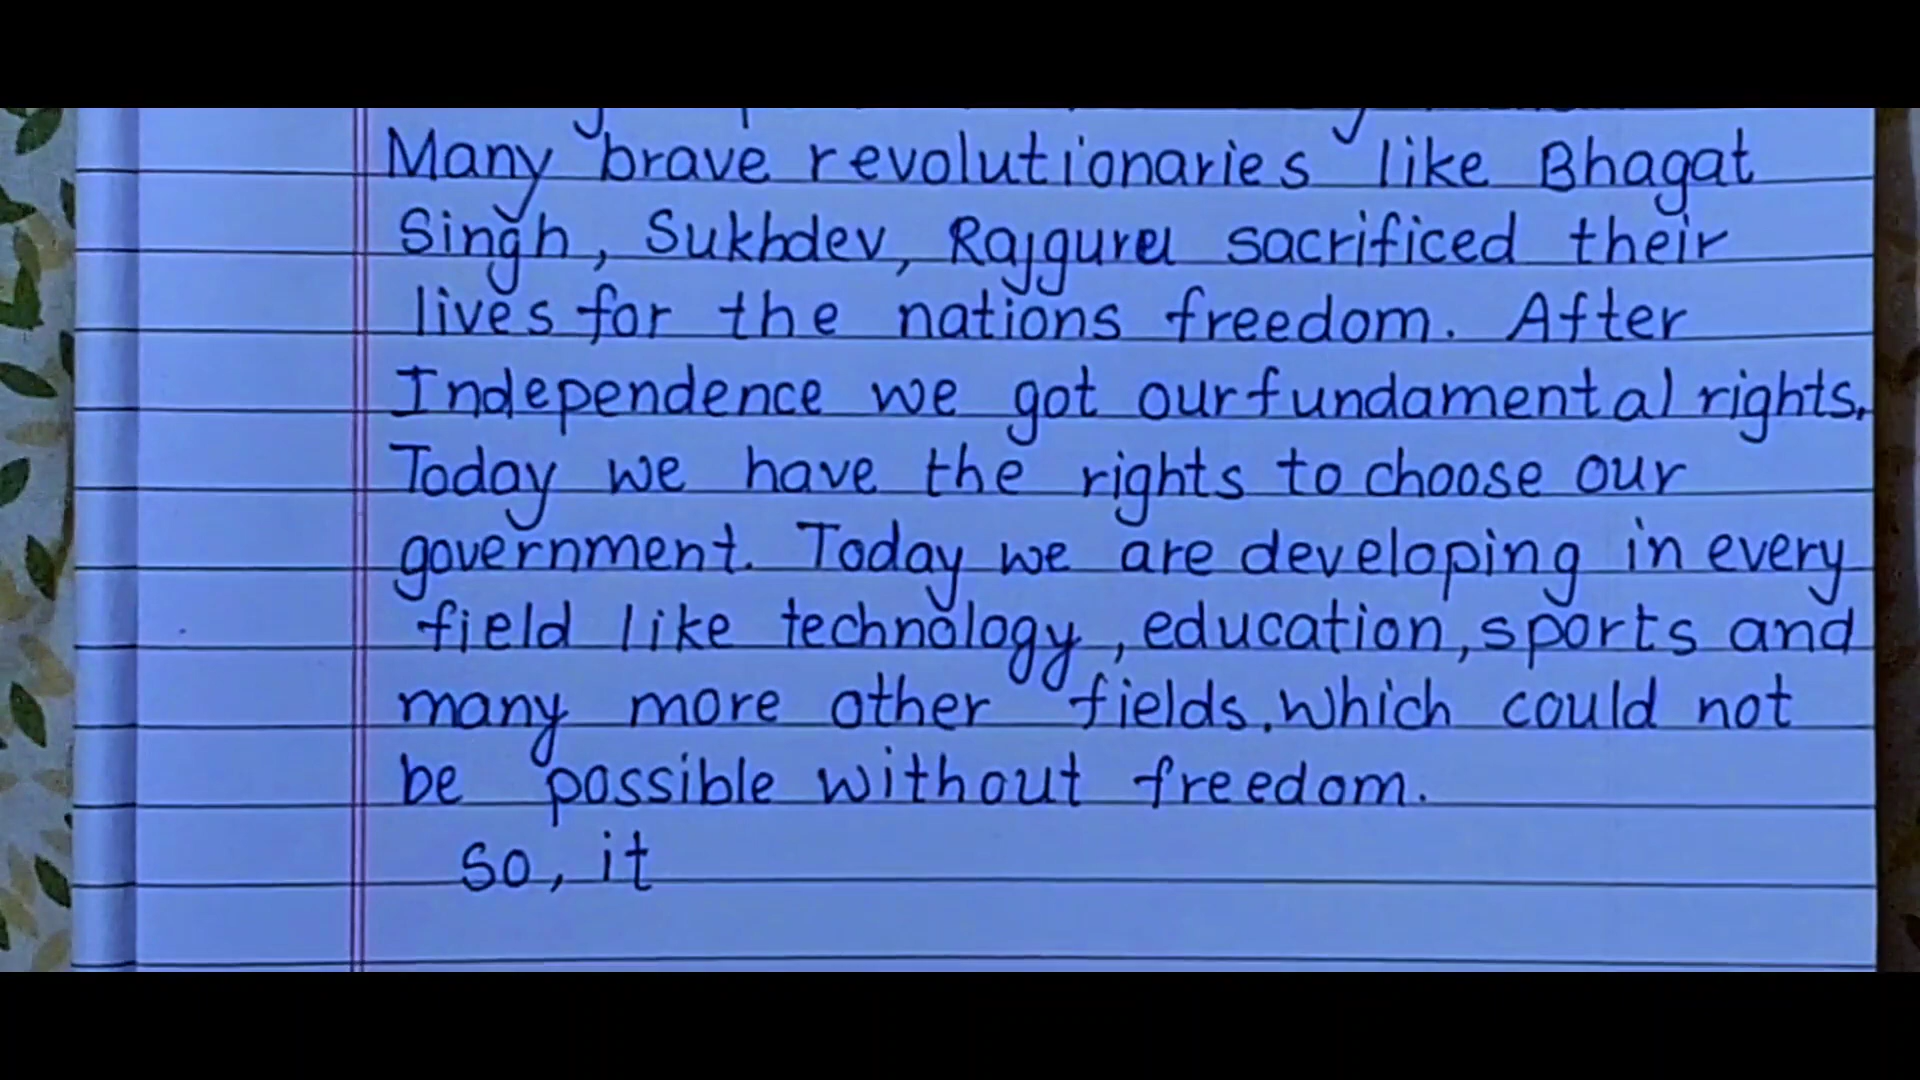 Many brave revolutionaries like Bhagat
Singh, Sukhdev, Rajguru sacrificed their
lives for the nations freedom. After
Independence we got our fundamental rights.
Today we have the rights to choose our
government. Today we are developing in every
field like technology, education, sports and
many more other fields. Which could not
be possible without freedom.
So, it